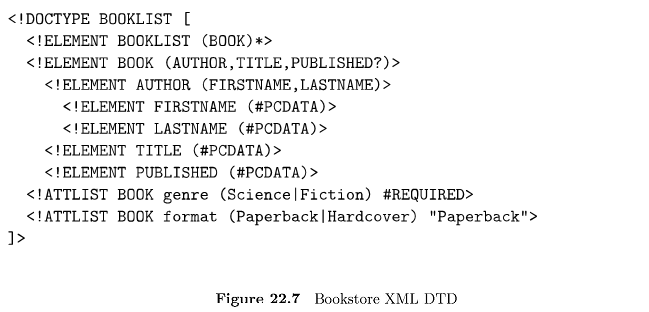 <!DOCTYPE BOOKLIST [
<!ELEMENT BOOKLIST (BOOK)*>
<!ELEMENT BOOK (AUTHOR,TITLE,PUBLISHED?)>
<!ELEMENT AUTHOR (FIRSTNAME,LASTNAME)>
<!ELEMENT FIRSTNAME (#PCDATA)>
<!ELEMENT LASTNAME (#PCDATA)>
<!ELEMENT TITLE (#PCDATA)>
<!ELEMENT PUBLISHED (#PCDATA)>
<!ATTLIST BOOK genre (Science|Fiction) #REQUIRED>
<!ATTLIST BOOK format (Paperback|Hardcover) "Paperback">
]>
Figure 22.7 Bookstore XML DTD